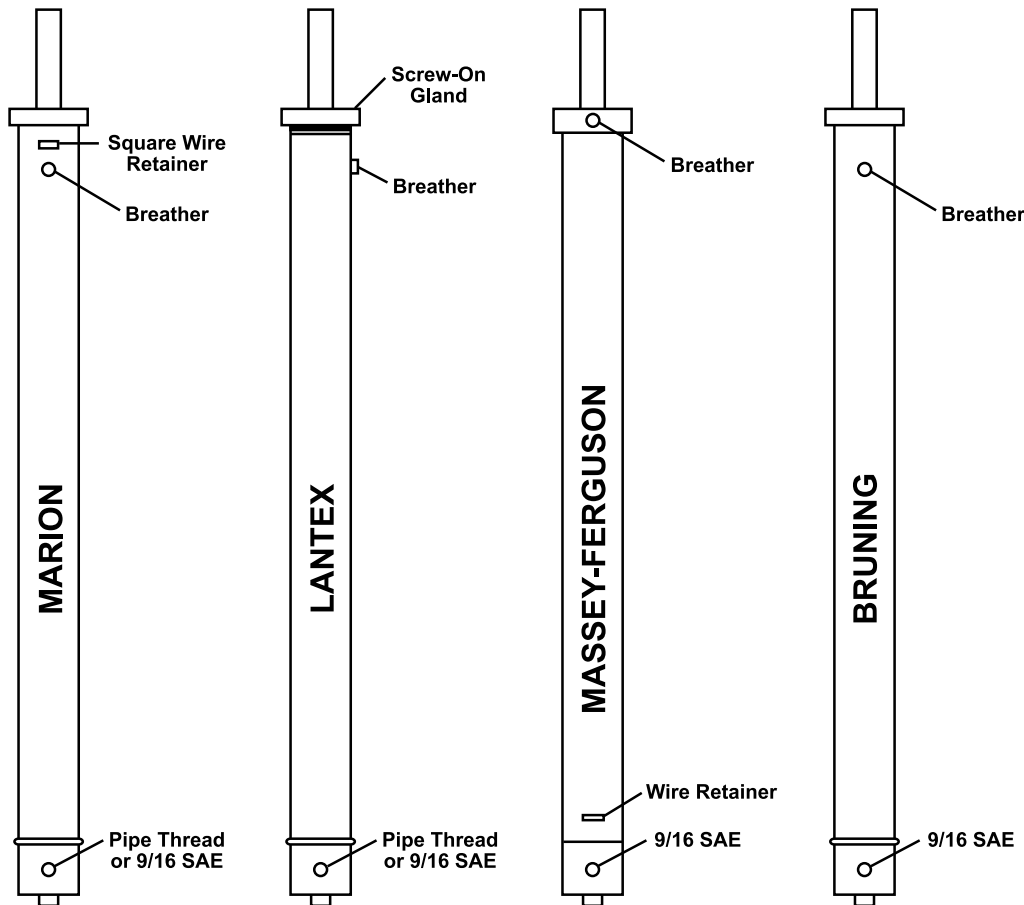 Square Wire
Retainer
Breather
MARION
Pipe Thread
or 9/16 SAE
Screw-On
Gland
Breather
LANTEX
Pipe Thread
or 9/16 SAE
Breather
MASSEY-FERGUSON
Wire Retainer
9/16 SAE
Breather
BRUNING
9/16 SAE